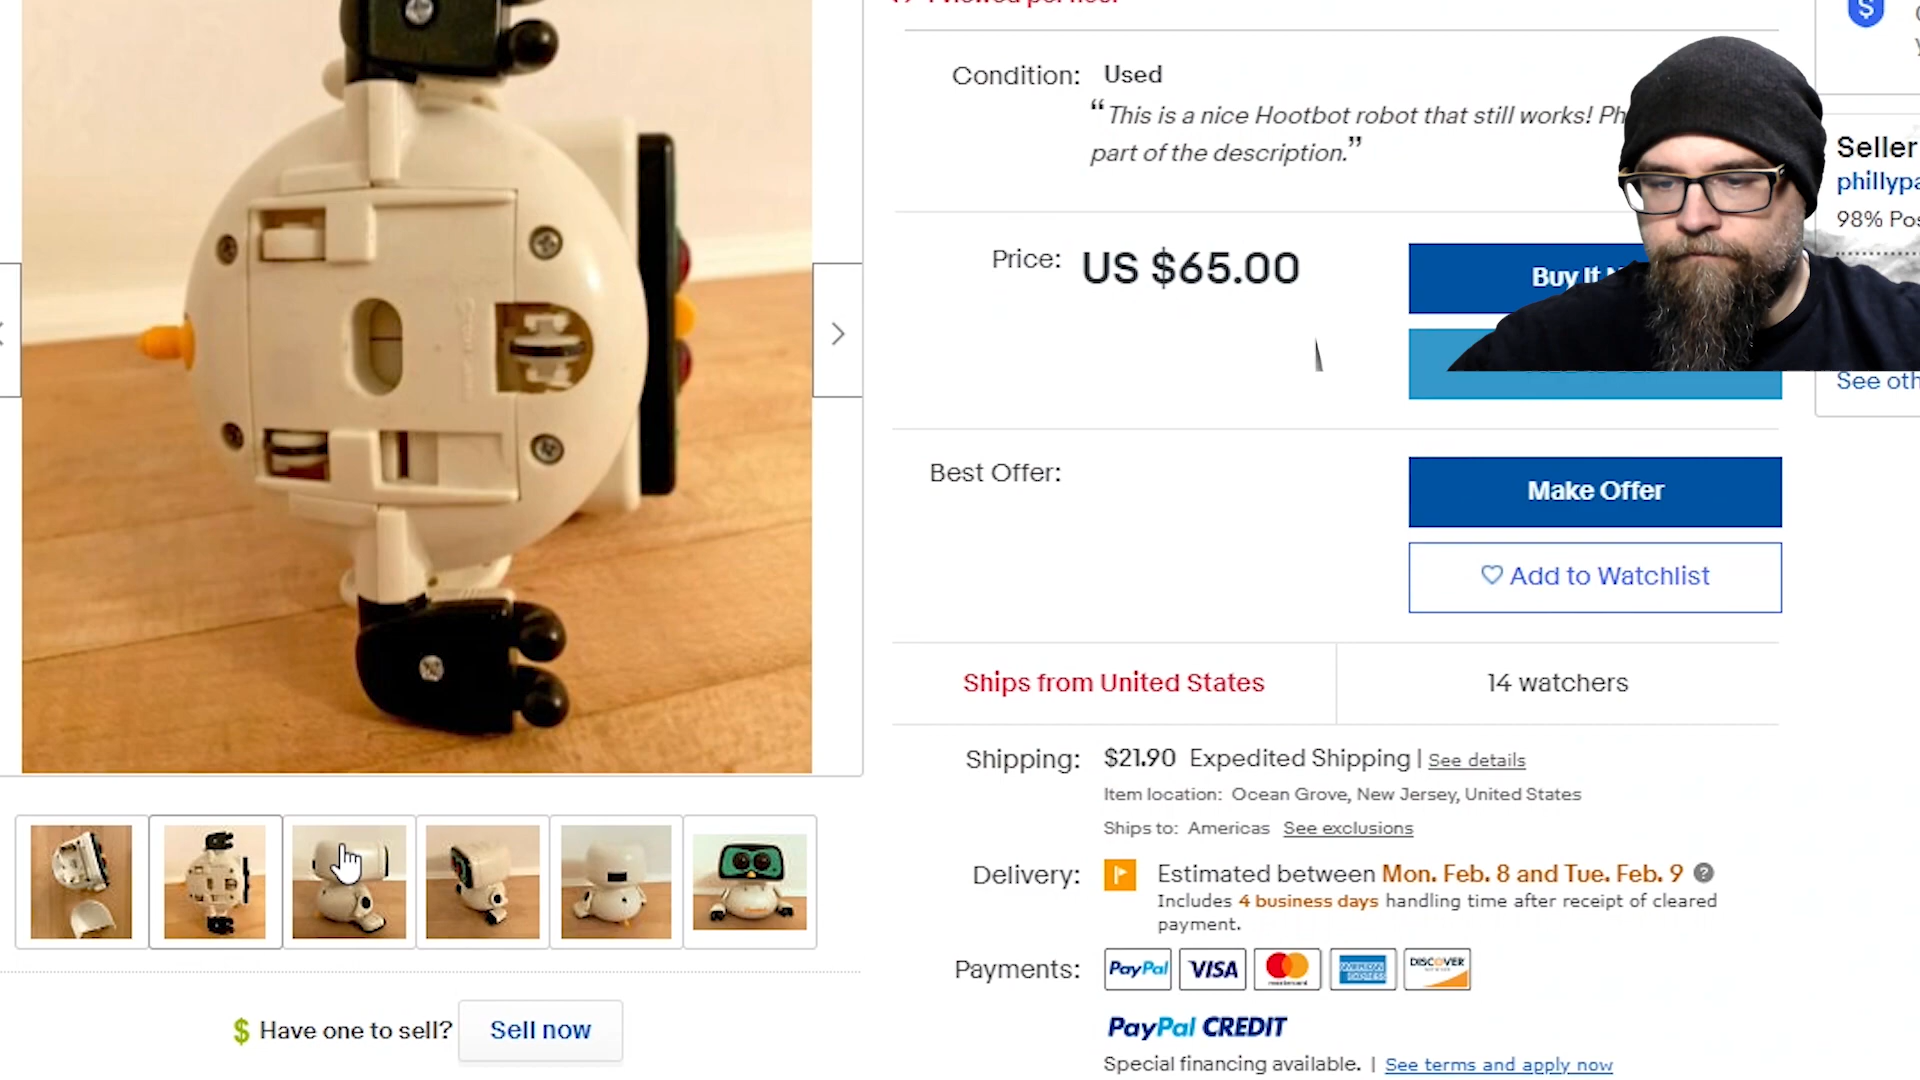 Condition: Used
“This is a nice Hootbot robot that still works!
part of the description.”
Seller
98%
Price: US $65.00
Buy It
See
Best Offer:
Make Offer
Add to Watchlist
Ships from United States
14 watchers
Shipping: $21.90 Expedited Shipping | See details
Item location: Ocean Grove, New Jersey, United States
Ships to: Americas See exclusions
Delivery: Estimated between Mon. Feb. 8 and Tue. Feb. 9
Includes 4 business days handling time after receipt of cleared
payment.
Payments: PayPal VISA mastercard AMERICAN EXPRESS DISCOVER
PayPal CREDIT
Special financing available. | See terms and apply now
$ Have one to sell? Sell now